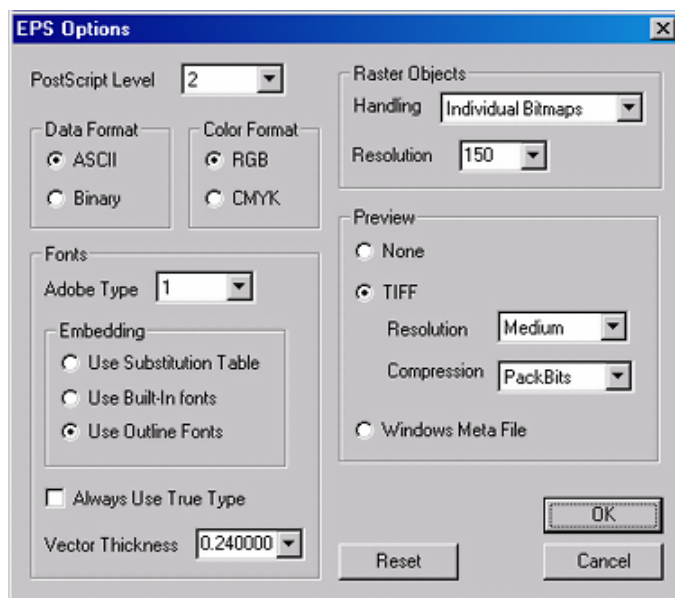 EPS Options
PostScript Level 2
Data Format
ASCII
Binary
Color Format
RGB
CMYK
Fonts
Adobe Type 1
Embedding
Use Substitution Table
Use Built-In fonts
Use Outline Fonts
Always Use True Type
Vector Thickness 0.240000
Raster Objects
Handling Individual Bitmaps
Resolution 150
Preview
None
TIFF
Resolution Medium
Compression PackBits
Windows Meta File
OK
Reset Cancel